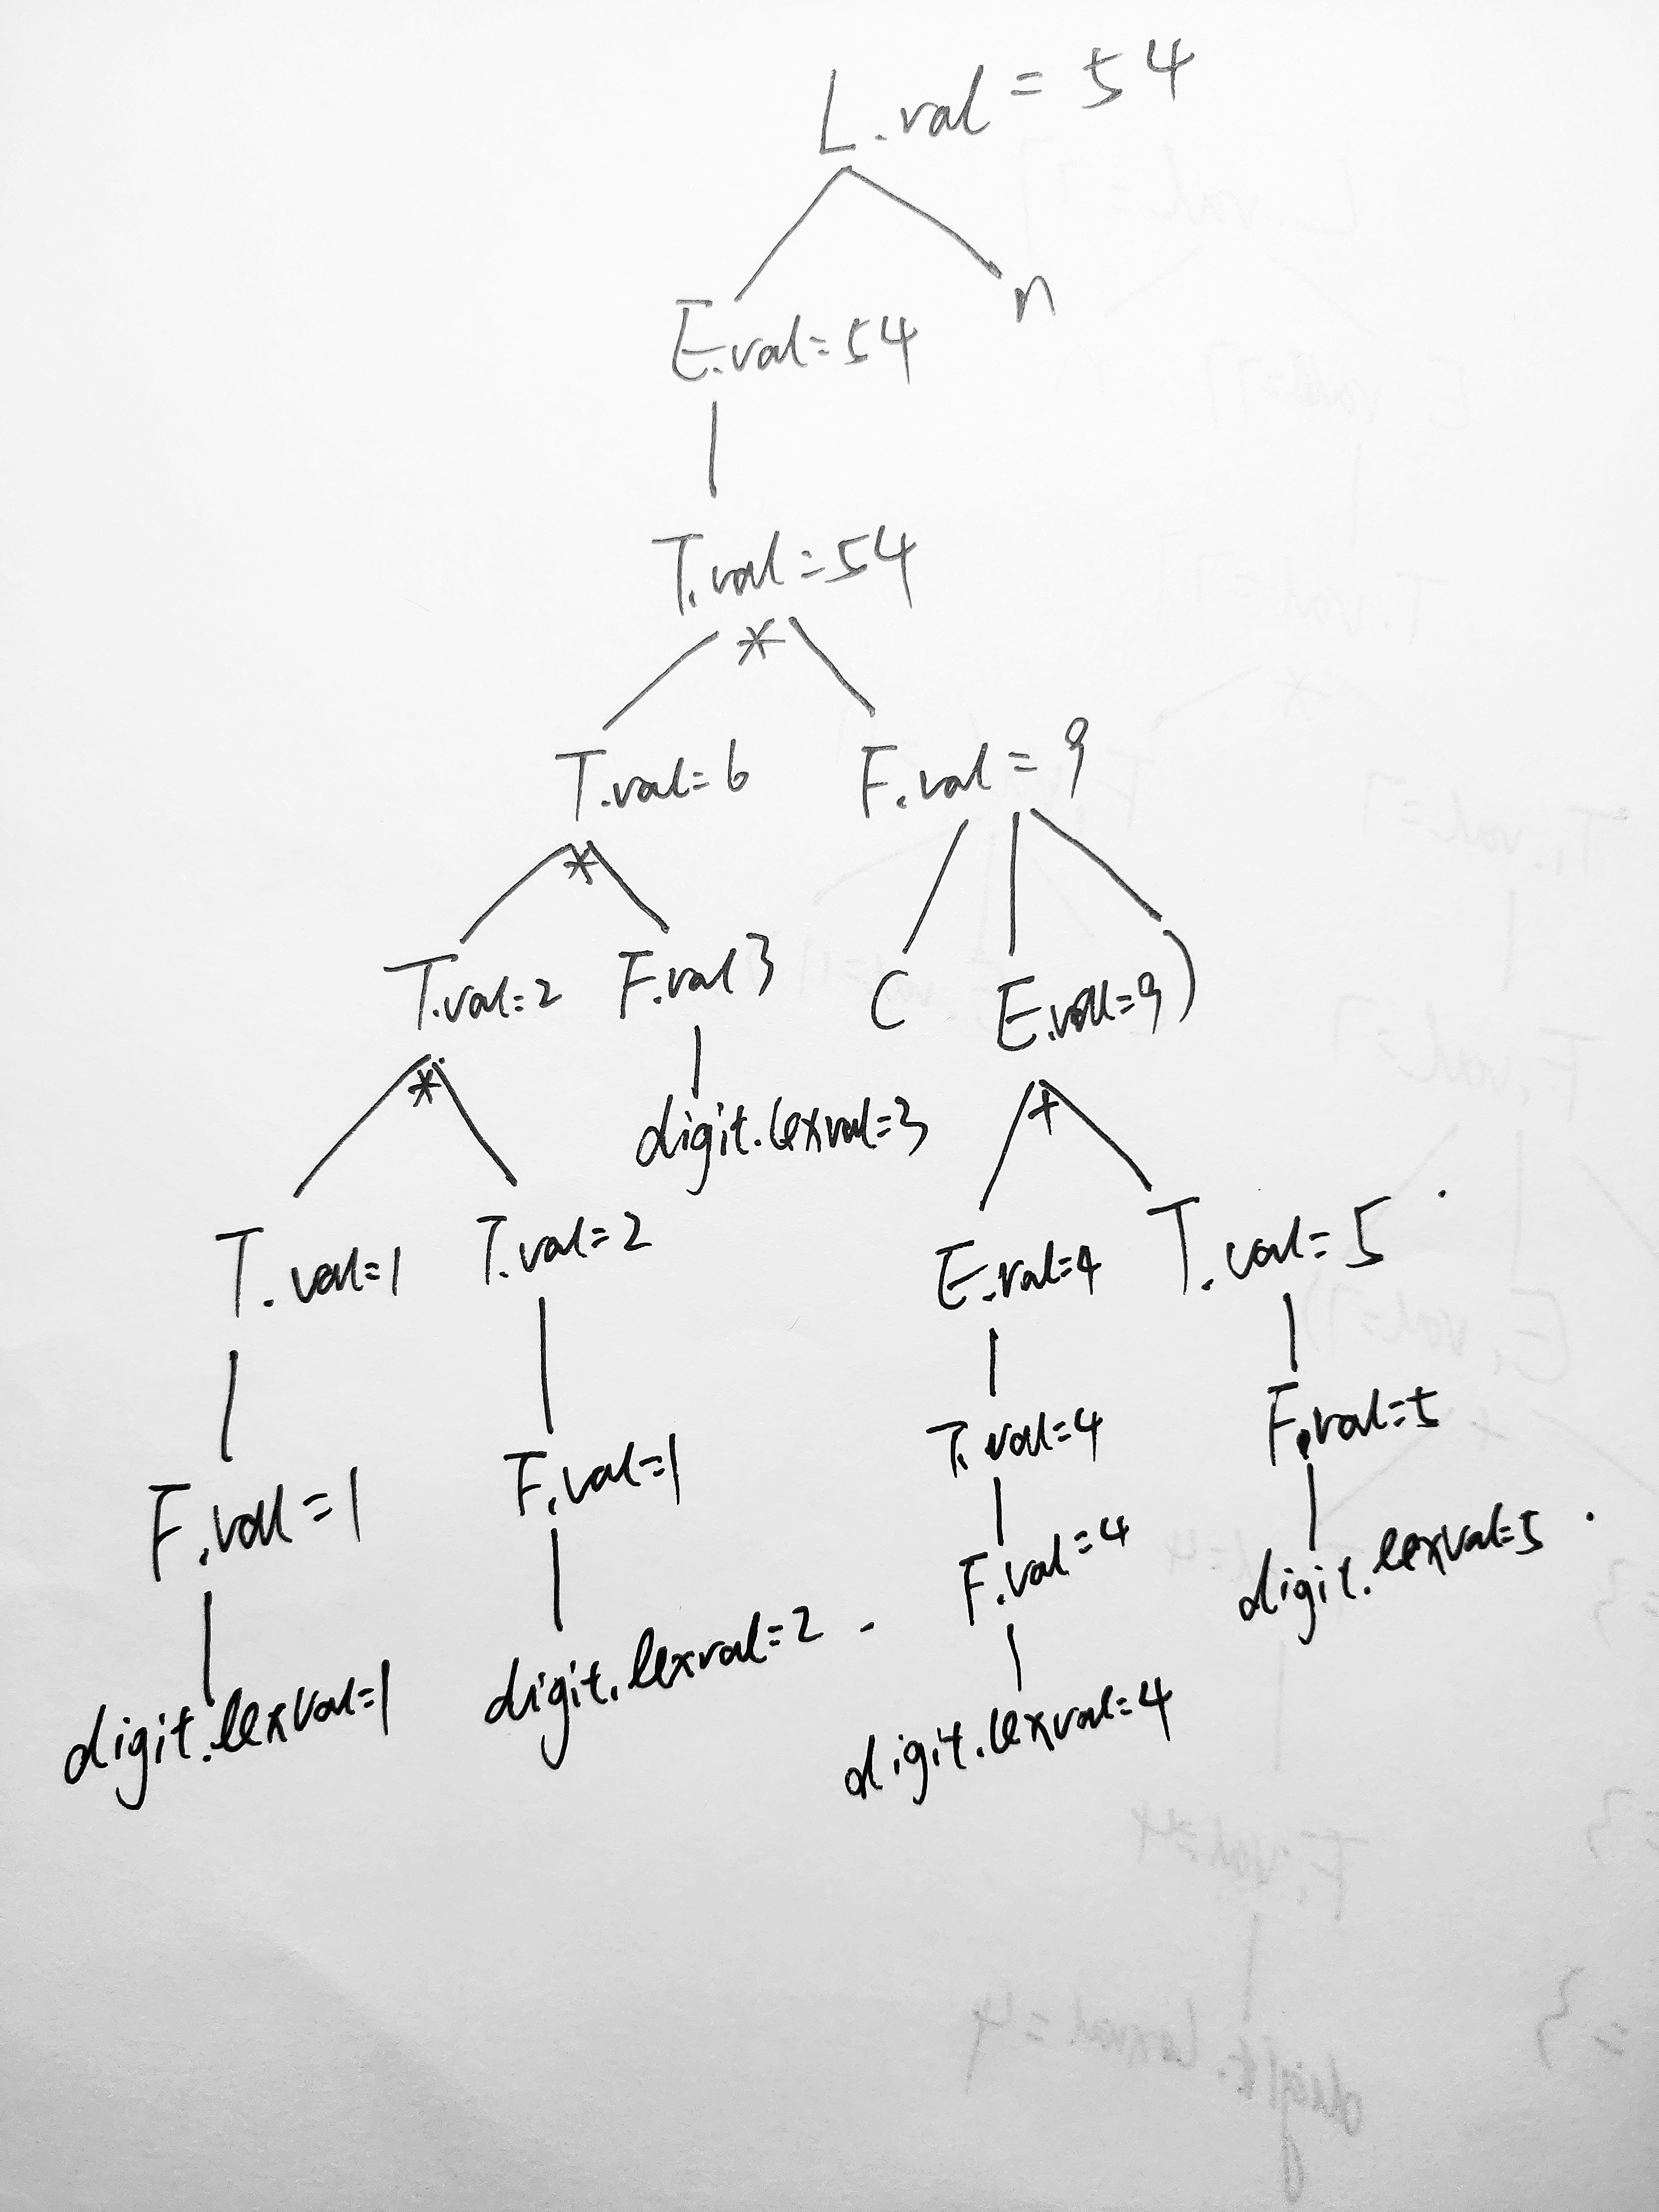 L.val = 54
E.val=54 n
T.val=54
*
T.val=6 F.val=9
*
T.val=2 F.val 3 ( E.val=9 )
* digit.lexval=3 +
T.val=1 T.val=2 E.val=4 T.val=5
F.val=1 F.val=1 T.val=4 F.val=5
F.val=4 digit.lexval=5
digit.lexval=1 digit.lexval=2 digit.lexval=4